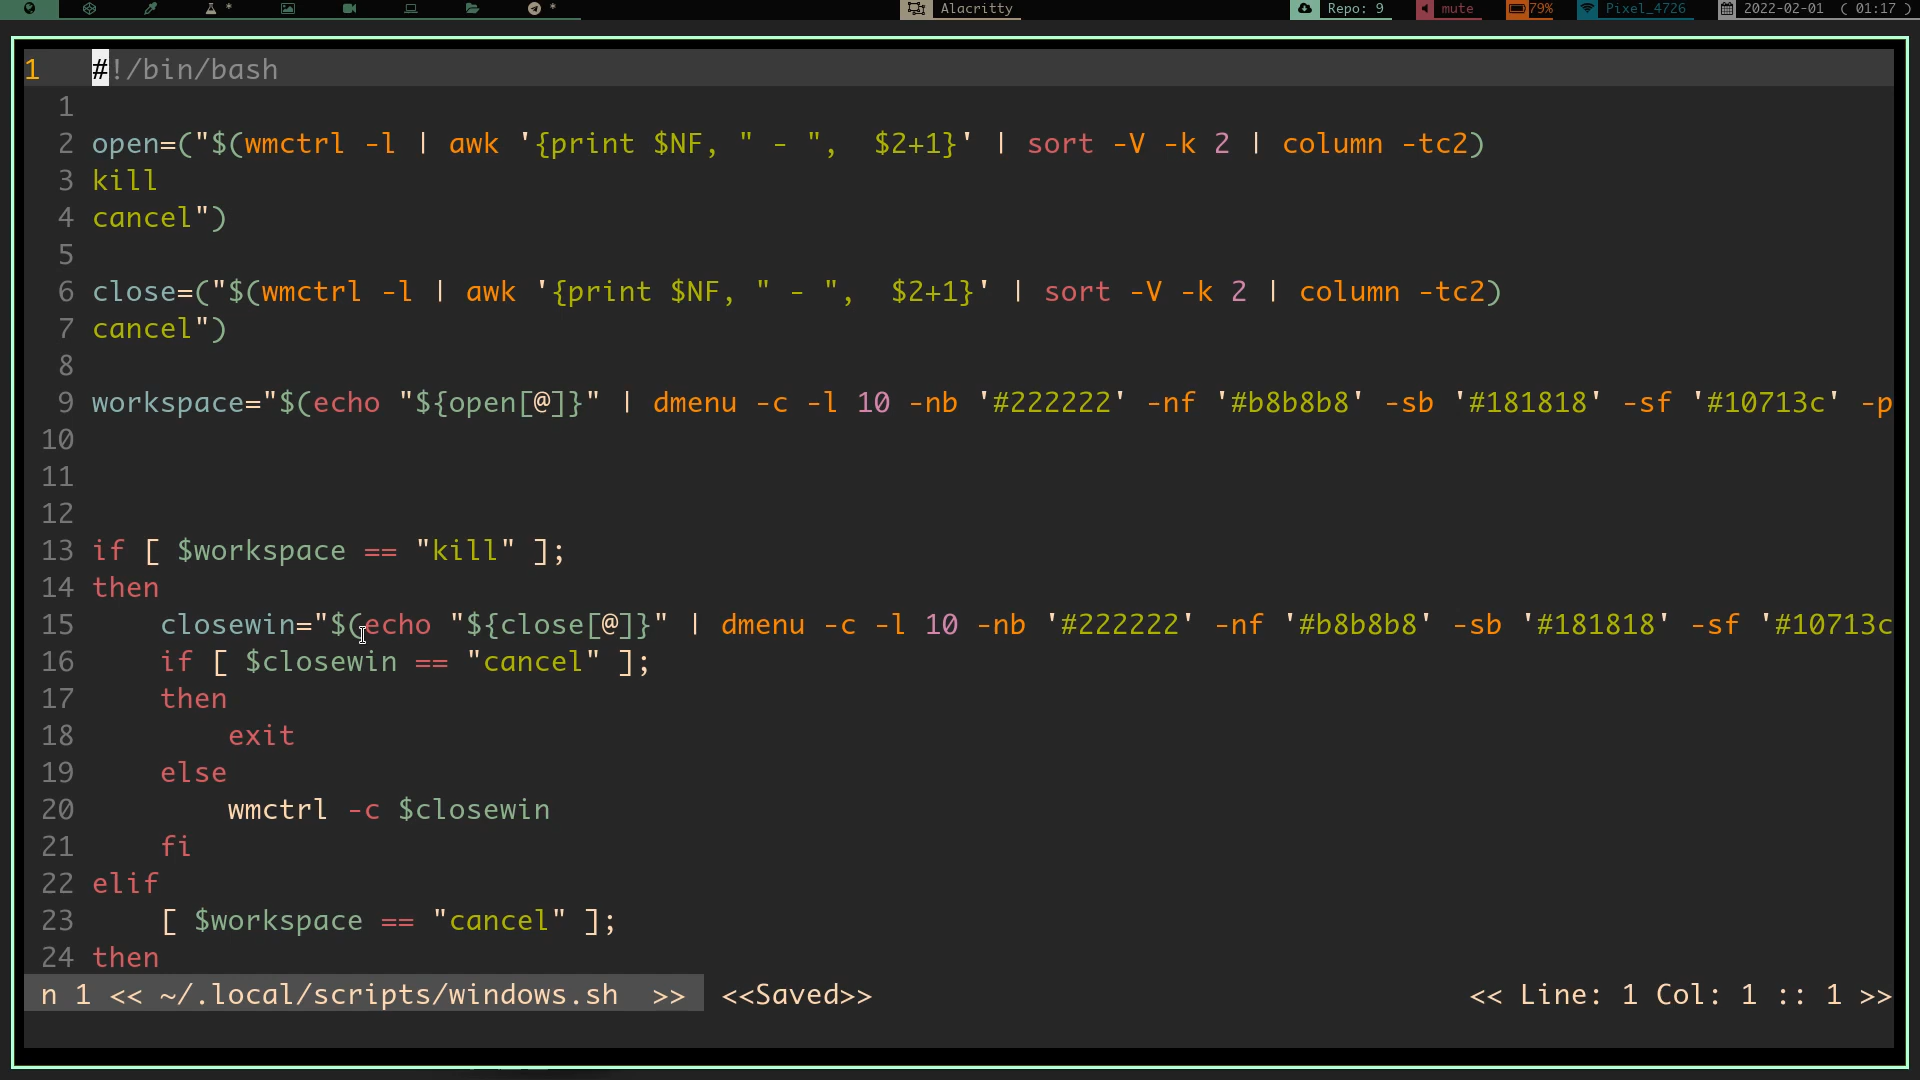 * * Alacritty Repo: 9 mute 79% Pixel_4726 2022-02-01 ( 01:17 )
1 #!/bin/bash
1
2 open=("$(wmctrl -l | awk '{print $NF, " - ",  $2+1}' | sort -V -k 2 | column -tc2)
3 kill
4 cancel")
5
6 close=("$(wmctrl -l | awk '{print $NF, " - ",  $2+1}' | sort -V -k 2 | column -tc2)
7 cancel")
8
9 workspace="$(echo "${open[@]}" | dmenu -c -l 10 -nb '#222222' -nf '#b8b8b8' -sb '#181818' -sf '#10713c' -p
10
11
12
13 if [ $workspace == "kill" ];
14 then
15     closewin="$(echo "${close[@]}" | dmenu -c -l 10 -nb '#222222' -nf '#b8b8b8' -sb '#181818' -sf '#10713c
16     if [ $closewin == "cancel" ];
17     then
18         exit
19     else
20         wmctrl -c $closewin
21     fi
22 elif
23     [ $workspace == "cancel" ];
24 then
n 1 << ~/.local/scripts/windows.sh  >> <<Saved>> << Line: 1 Col: 1 :: 1 >>